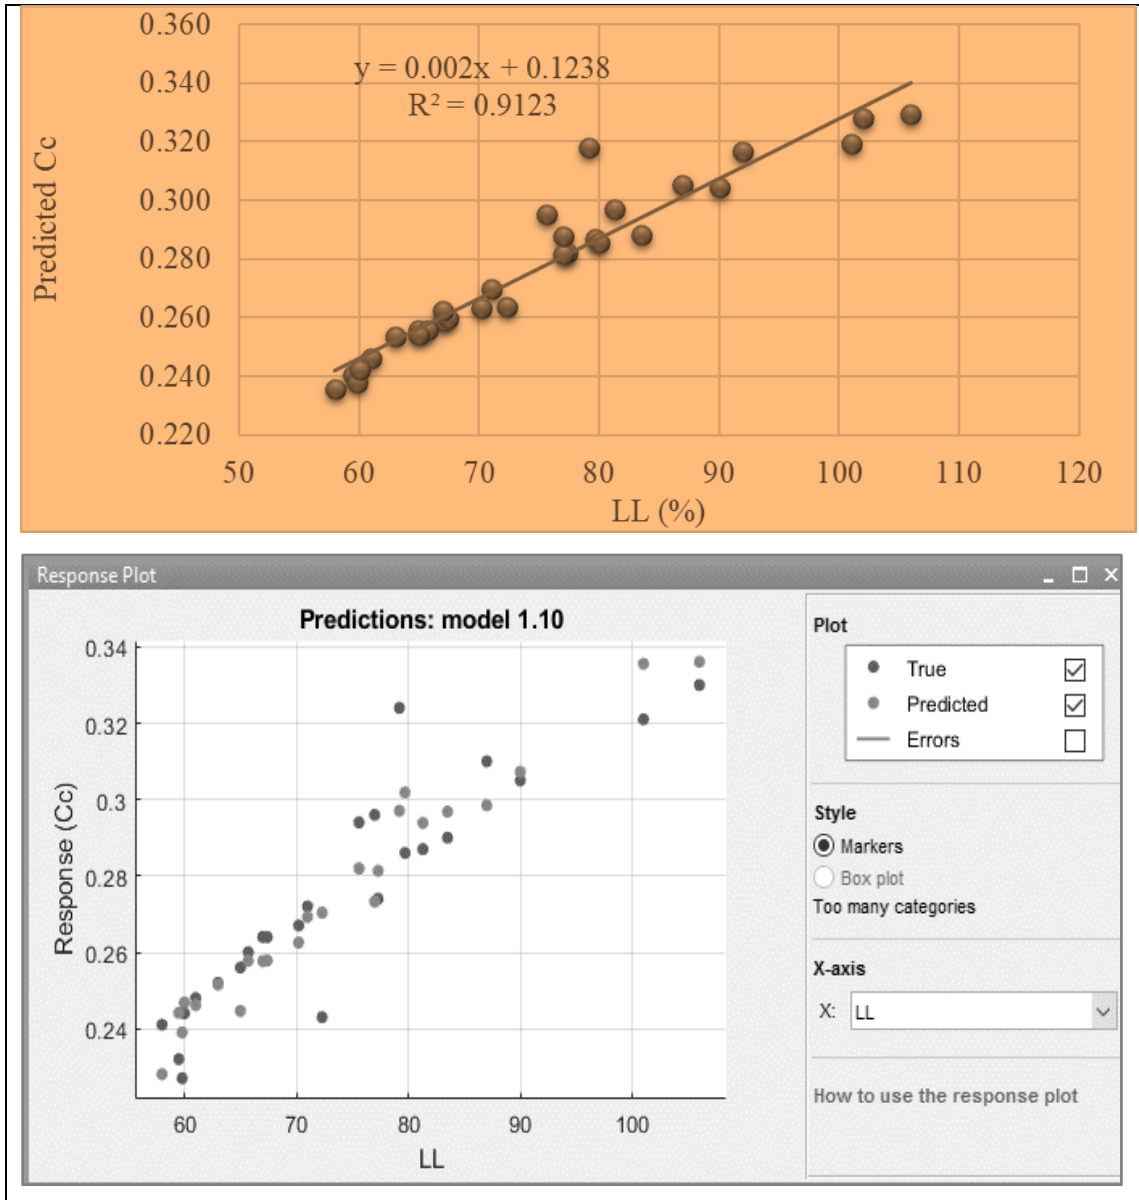 0.360
0.340
0.320
0.300
0.280
0.260
0.240
0.220
Predicted Cc
y = 0.002x + 0.1238
R² = 0.9123
50 60 70 80 90 100 110 120
LL (%)
Response Plot
Predictions: model 1.10
0.34
0.32
0.3
0.28
0.26
0.24
Response (Cc)
60 70 80 90 100
LL
Plot
True
Predicted
Errors
Style
Markers
Box plot
Too many categories
X-axis
X: LL
How to use the response plot